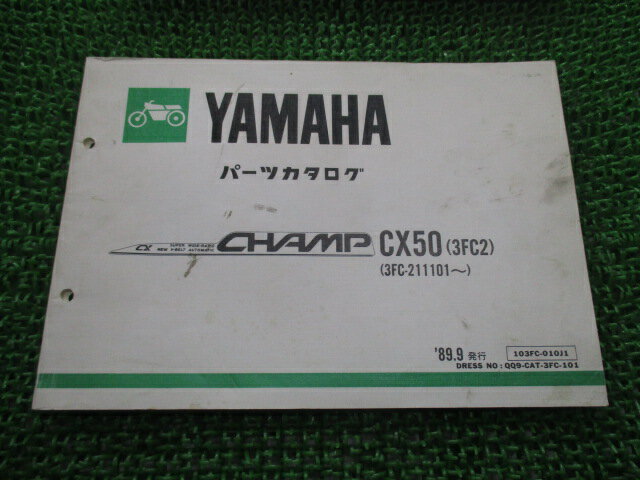 YAMAHA
パーツカタログ
CX SUPER WIDE-RATIO NEW V-BELT AUTOMATIC CHAMP CX50 (3FC2)
(3FC-211101～)
'89.9 発行 103FC-010J1
DRESS NO : QQ9-CAT-3FC-101